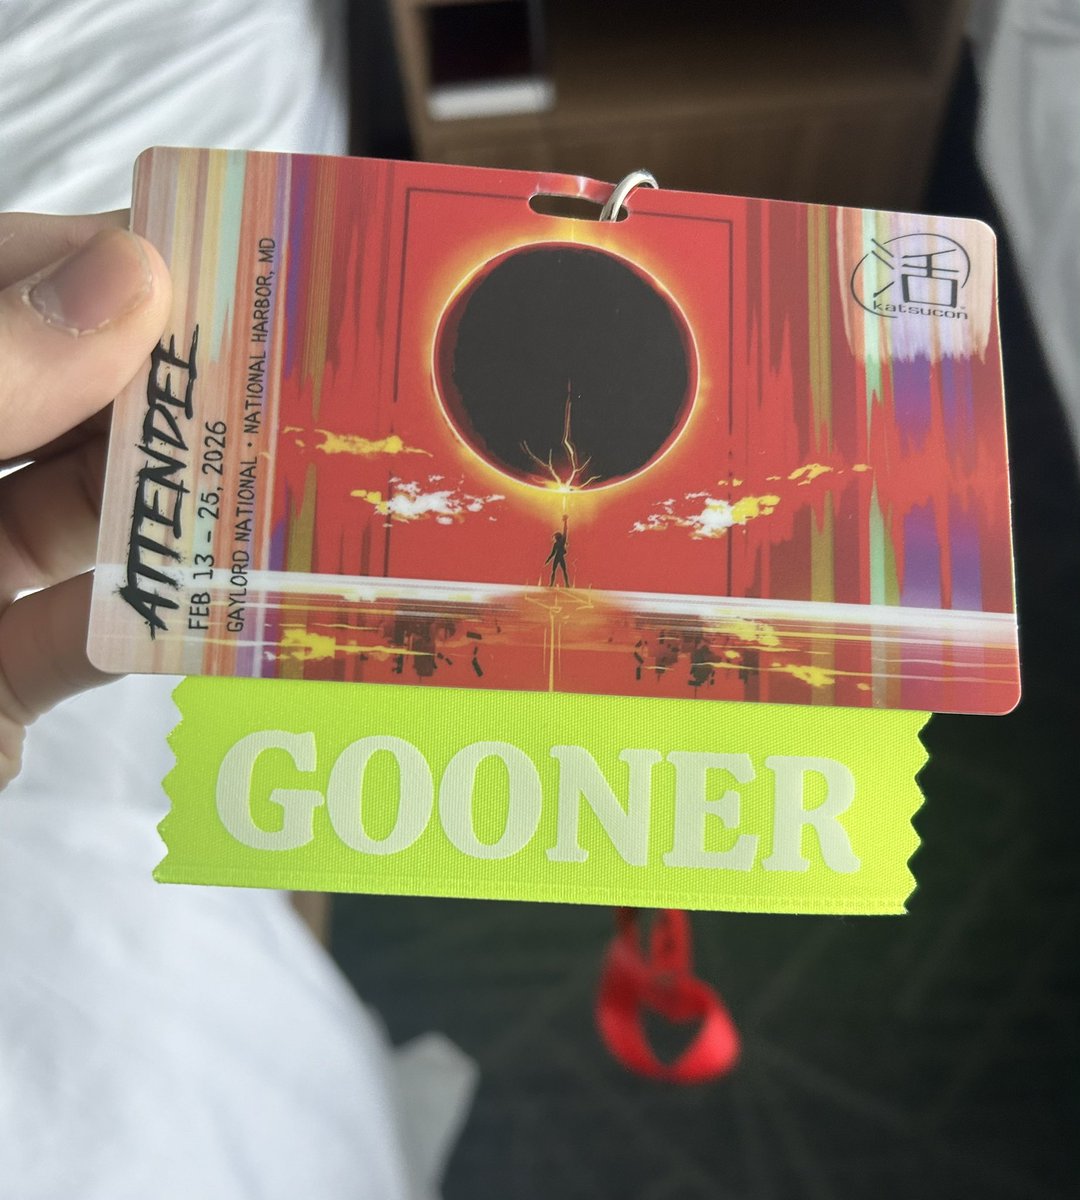 ATTENDEE
FEB 13 - 25, 2026
GAYLORD NATIONAL · NATIONAL HARBOR, MD
活
katsucon
GOONER